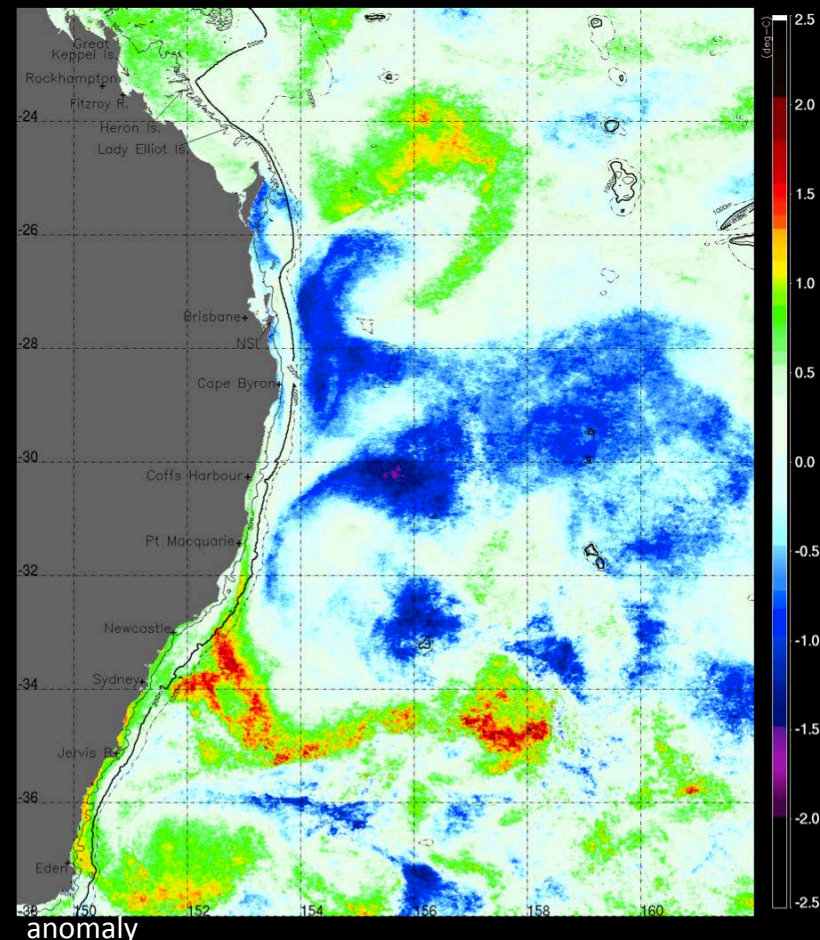 Great
Keppel Is.
Rockhampton
Fitzroy R.
-24
Heron Is.
Lady Elliot Is.
-26
Brisbane
NSI
-28
Cape Byron
-30
Coffs Harbour
Pt Macquarie
-32
Newcastle
Sydney
-34
Jervis B
-36
Eden
-38 150 152 154 156 158 160
anomaly
(deg-C)
2.5
2.0
1.5
1.0
0.5
0.0
-0.5
-1.0
-1.5
-2.0
-2.5
200m
1000m